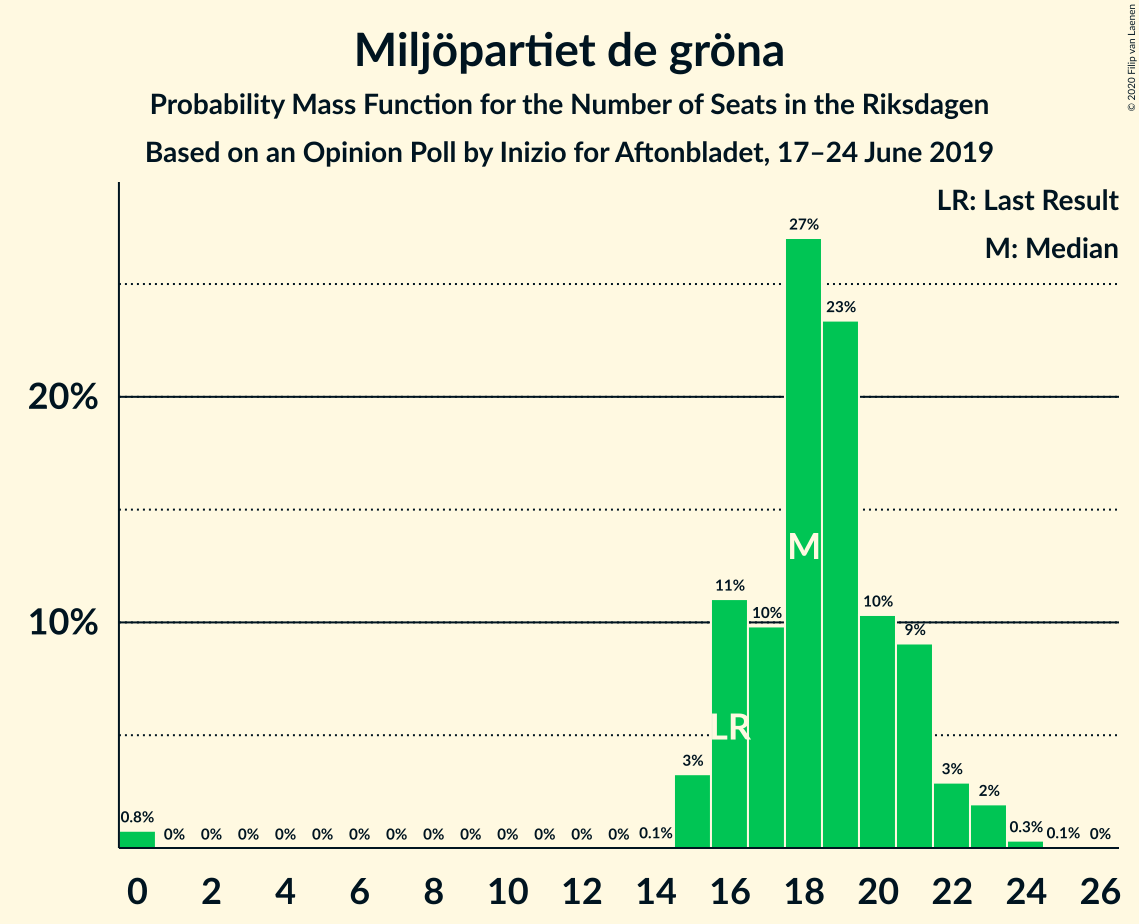 Miljöpartiet de gröna
Probability Mass Function for the Number of Seats in the Riksdagen
Based on an Opinion Poll by Inizio for Aftonbladet, 17–24 June 2019
© 2020 Filip van Laenen
LR: Last Result
M: Median
20%
10%
0.8% 0% 0% 0% 0% 0% 0% 0% 0% 0% 0% 0% 0% 0% 0.1% 3% 11% 10% 27% 23% 10% 9% 3% 2% 0.3% 0.1% 0%
M
LR
0 2 4 6 8 10 12 14 16 18 20 22 24 26